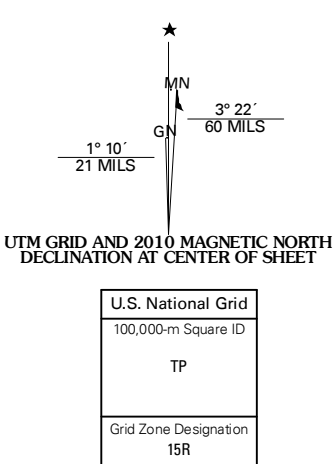 ★
MN
3° 22´
60 MILS
GN
1° 10´
21 MILS
UTM GRID AND 2010 MAGNETIC NORTH
DECLINATION AT CENTER OF SHEET
U.S. National Grid
100,000-m Square ID
TP
Grid Zone Designation
15R